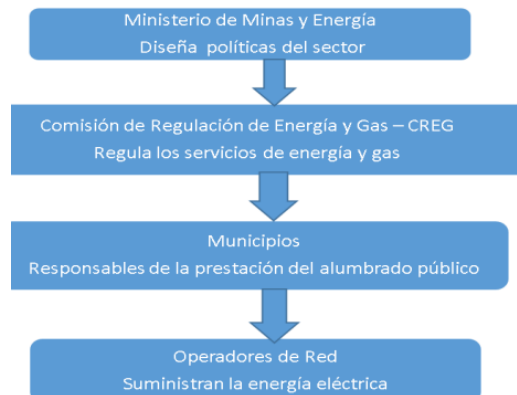 Ministerio de Minas y Energía
Diseña políticas del sector
Comisión de Regulación de Energía y Gas – CREG
Regula los servicios de energía y gas
Municipios
Responsables de la prestación del alumbrado público
Operadores de Red
Suministran la energía eléctrica